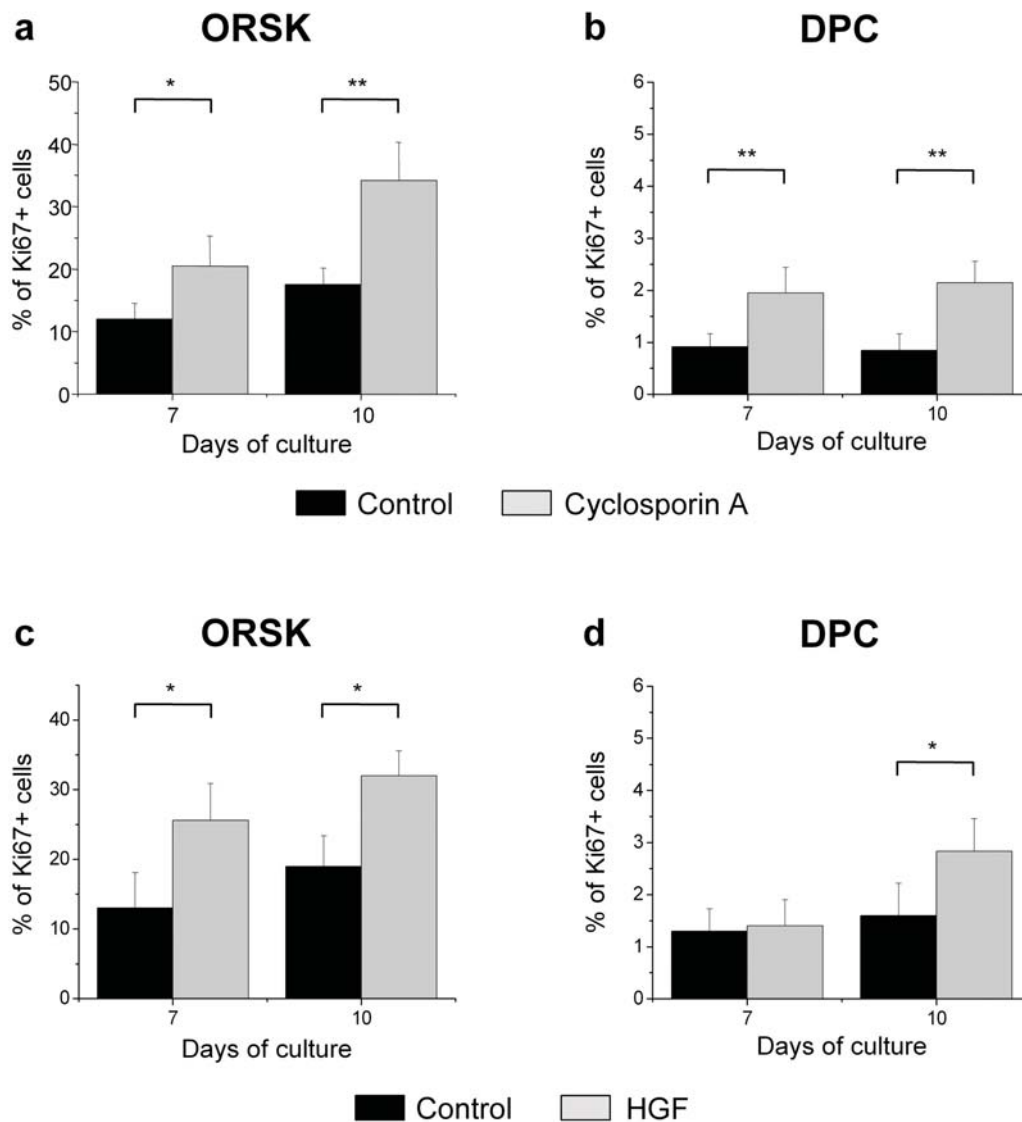 a ORSK
* **
% of Ki67+ cells
50
40
30
20
10
0
7 10
Days of culture
b DPC
** **
% of Ki67+ cells
6
5
4
3
2
1
0
7 10
Days of culture
Control Cyclosporin A
c ORSK
* *
% of Ki67+ cells
40
30
20
10
0
7 10
Days of culture
d DPC
*
% of Ki67+ cells
6
5
4
3
2
1
0
7 10
Days of culture
Control HGF